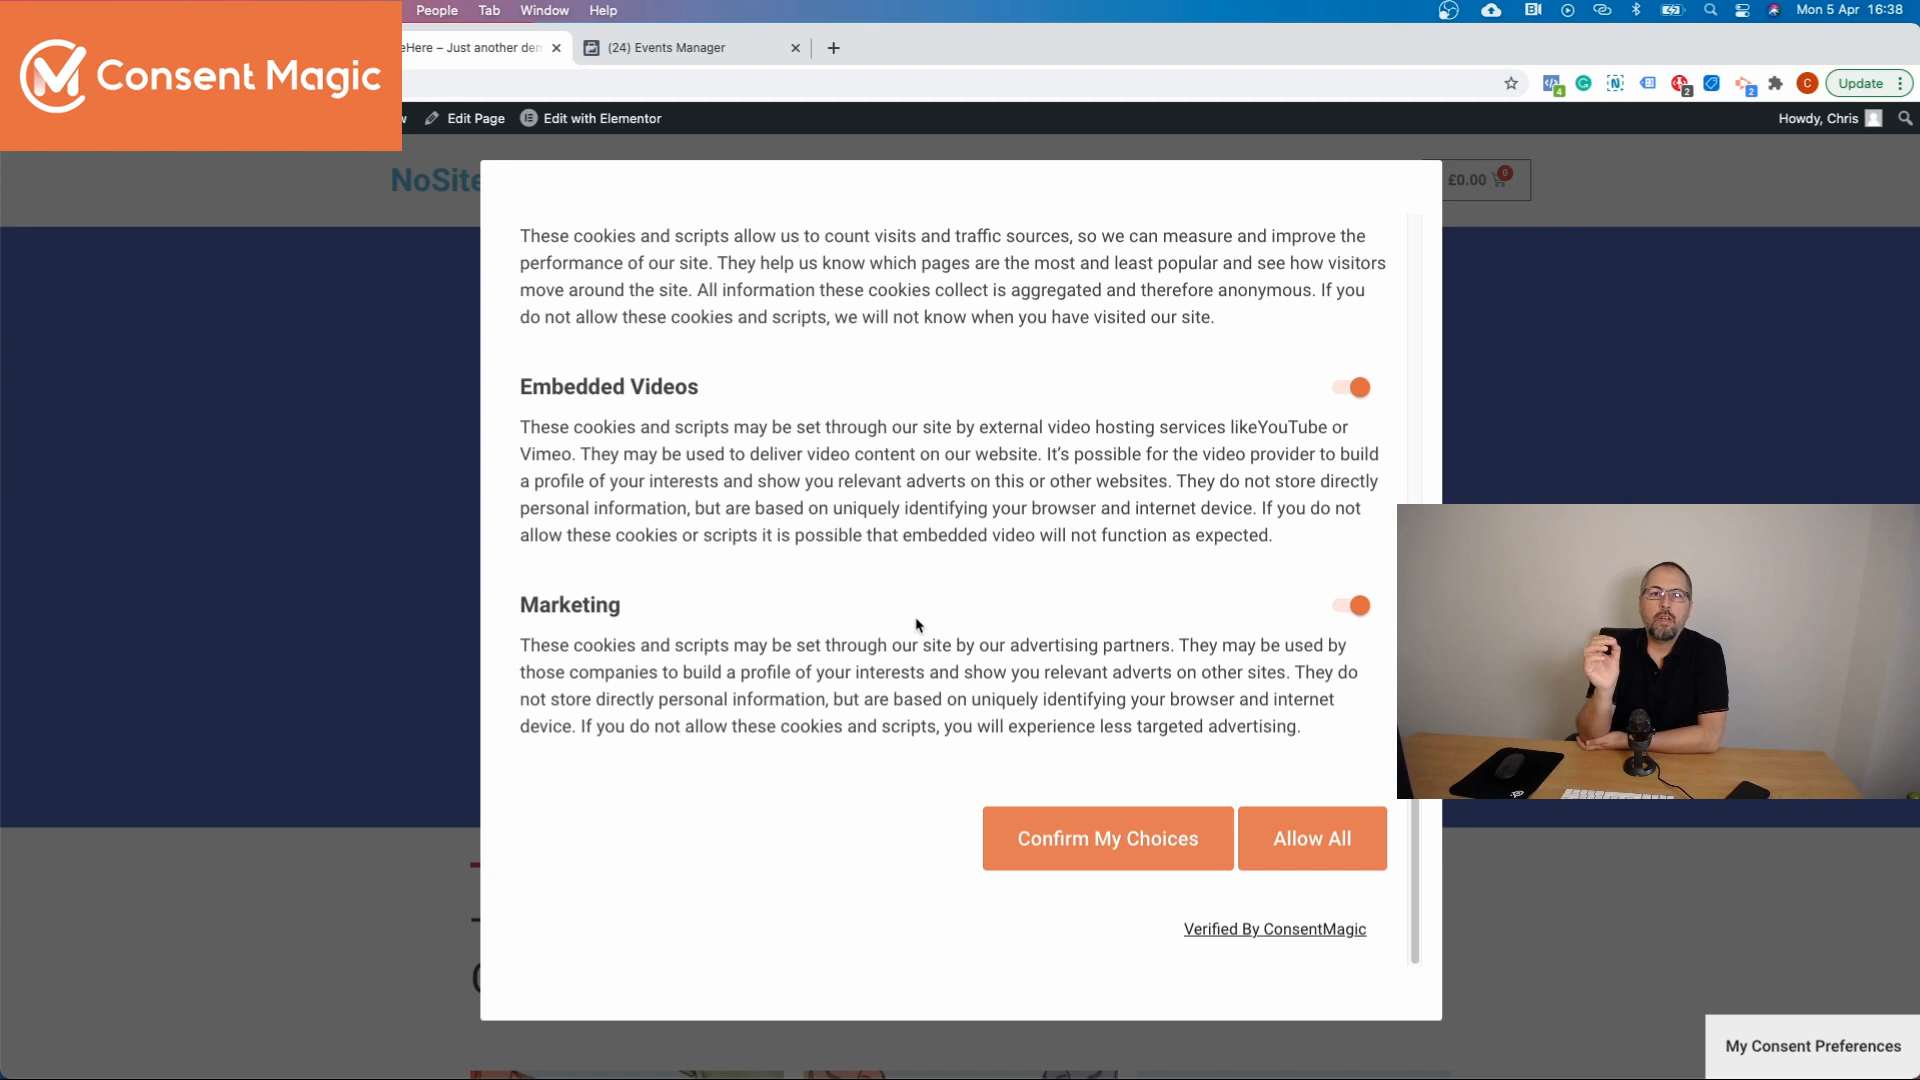 People Tab Window Help
Mon 5 Apr 16:38
Consent Magic
eHere – Just another
(24) Events Manager
Update
Edit Page
Edit with Elementor
Howdy, Chris
NoSite
£0.00
0
These cookies and scripts allow us to count visits and traffic sources, so we can measure and improve the
performance of our site. They help us know which pages are the most and least popular and see how visitors
move around the site. All information these cookies collect is aggregated and therefore anonymous. If you
do not allow these cookies and scripts, we will not know when you have visited our site.
Embedded Videos
These cookies and scripts may be set through our site by external video hosting services likeYouTube or
Vimeo. They may be used to deliver video content on our website. It's possible for the video provider to build
a profile of your interests and show you relevant adverts on this or other websites. They do not store directly
personal information, but are based on uniquely identifying your browser and internet device. If you do not
allow these cookies or scripts it is possible that embedded video will not function as expected.
Marketing
These cookies and scripts may be set through our site by our advertising partners. They may be used by
those companies to build a profile of your interests and show you relevant adverts on other sites. They do
not store directly personal information, but are based on uniquely identifying your browser and internet
device. If you do not allow these cookies and scripts, you will experience less targeted advertising.
Confirm My Choices
Allow All
Verified By ConsentMagic
My Consent Preferences